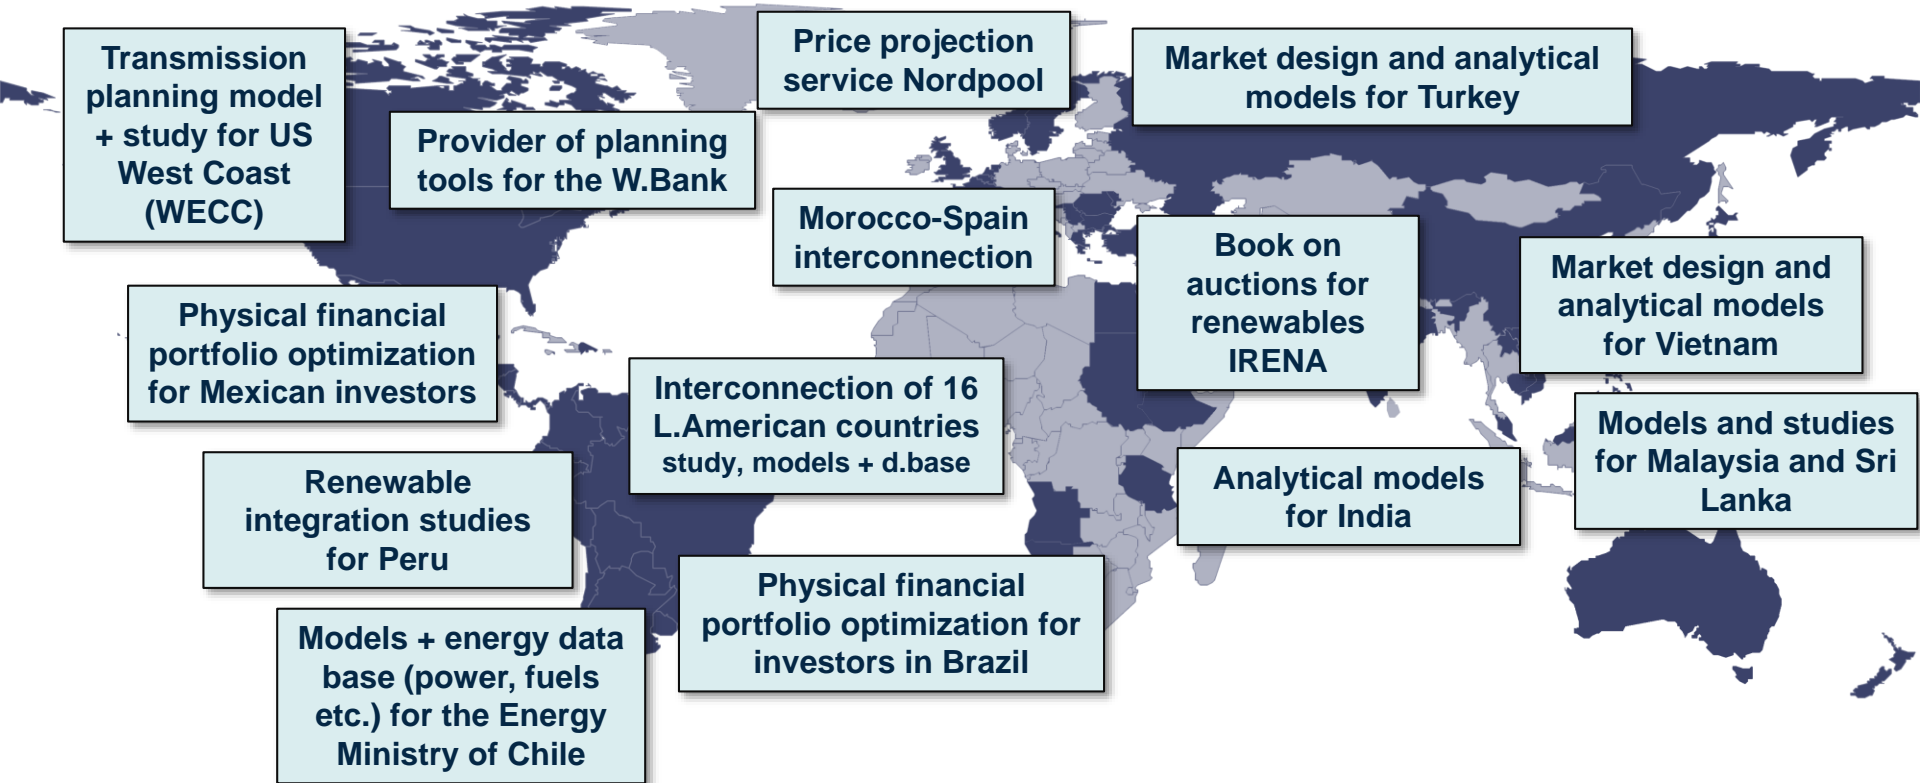 Transmission
planning model
+ study for US
West Coast
(WECC)
Provider of planning
tools for the W.Bank
Price projection
service Nordpool
Market design and analytical
models for Turkey
Morocco-Spain
interconnection
Book on
auctions for
renewables
IRENA
Market design and
analytical models
for Vietnam
Physical financial
portfolio optimization
for Mexican investors
Interconnection of 16
L.American countries
study, models + d.base
Models and studies
for Malaysia and Sri
Lanka
Renewable
integration studies
for Peru
Analytical models
for India
Physical financial
portfolio optimization for
investors in Brazil
Models + energy data
base (power, fuels
etc.) for the Energy
Ministry of Chile